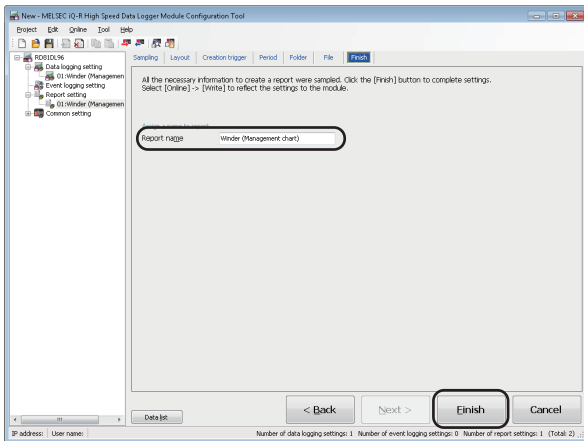 New - MELSEC iQ-R High Speed Data Logger Module Configuration Tool
Project Edit Online Tool Help
RD81DL96
Data logging setting
01:Winder (Managemen
Event logging setting
Report setting
01:Winder (Managemen
Common setting
Sampling Layout Creation trigger Period Folder File Finish
All the necessary information to create a report were sampled. Click the [Finish] button to complete settings.
Select [Online] -> [Write] to reflect the settings to the module.
Assign a name to report
Report name Winder (Management chart)
Data list
< Back Next > Finish Cancel
IP address: User name: Number of data logging settings: 1 Number of event logging settings: 0 Number of report settings: 1 (Total: 2)